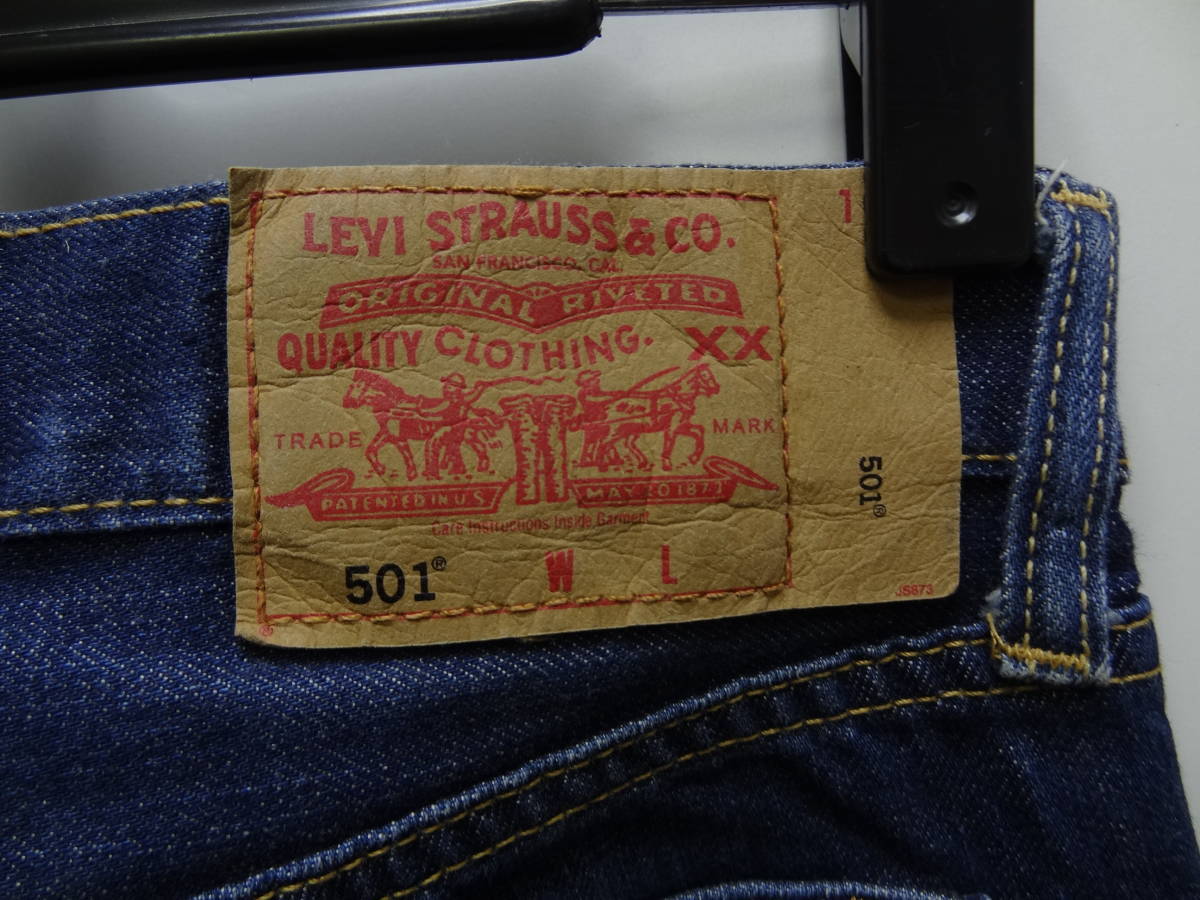 LEVI STRAUSS & CO.
SAN FRANCISCO, CAL.
ORIGINAL RIVETED
QUALITY CLOTHING. XX
TRADE MARK
PATENTED IN U.S. MAY 20 1873
Care Instructions Inside Garment
501® W L
®
1
501®
JS873